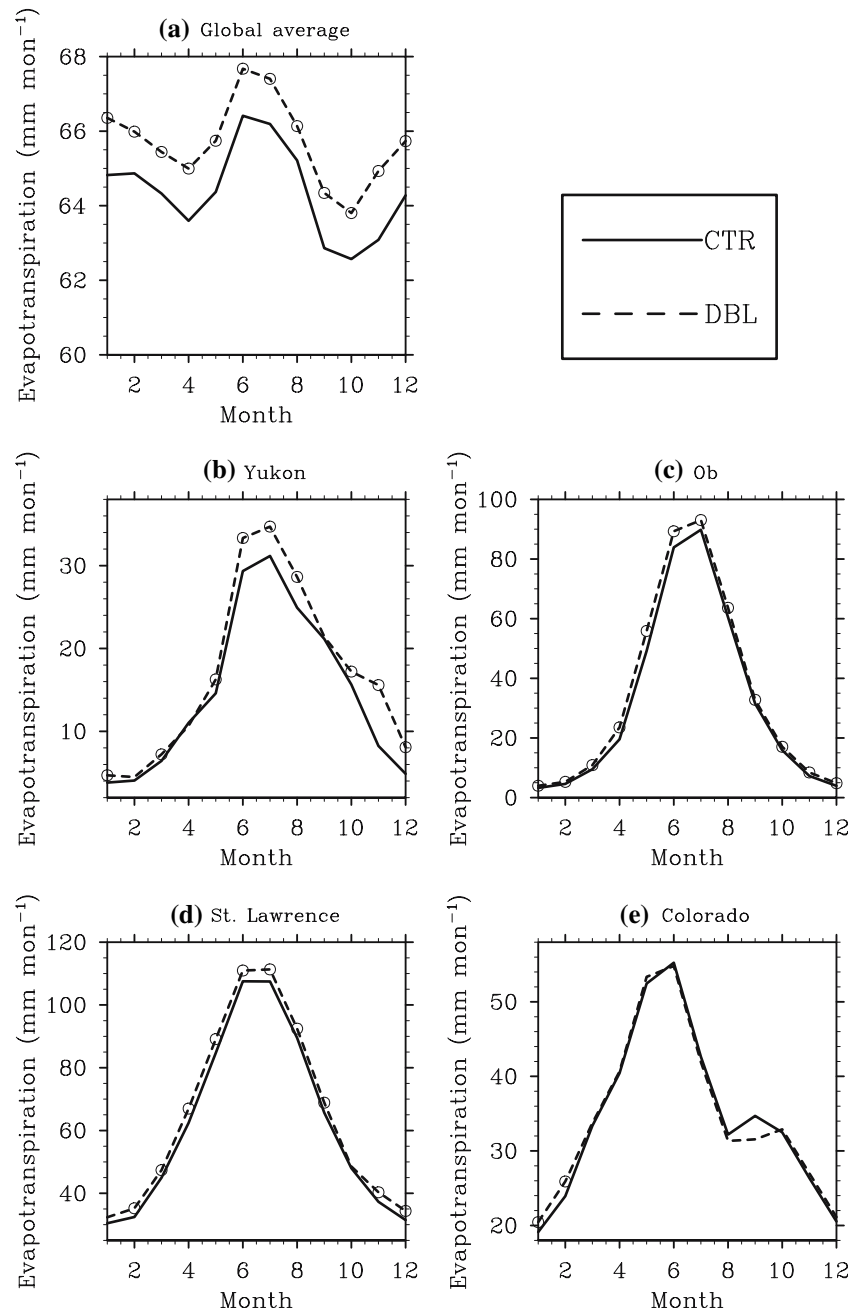 (a) Global average
Evapotranspiration (mm mon⁻¹)
68
66
64
62
60
2 4 6 8 10 12
Month
CTR
DBL
(b) Yukon
Evapotranspiration (mm mon⁻¹)
30
20
10
2 4 6 8 10 12
Month
(c) Ob
Evapotranspiration (mm mon⁻¹)
100
80
60
40
20
0
2 4 6 8 10 12
Month
(d) St. Lawrence
Evapotranspiration (mm mon⁻¹)
120
100
80
60
40
2 4 6 8 10 12
Month
(e) Colorado
Evapotranspiration (mm mon⁻¹)
50
40
30
20
2 4 6 8 10 12
Month